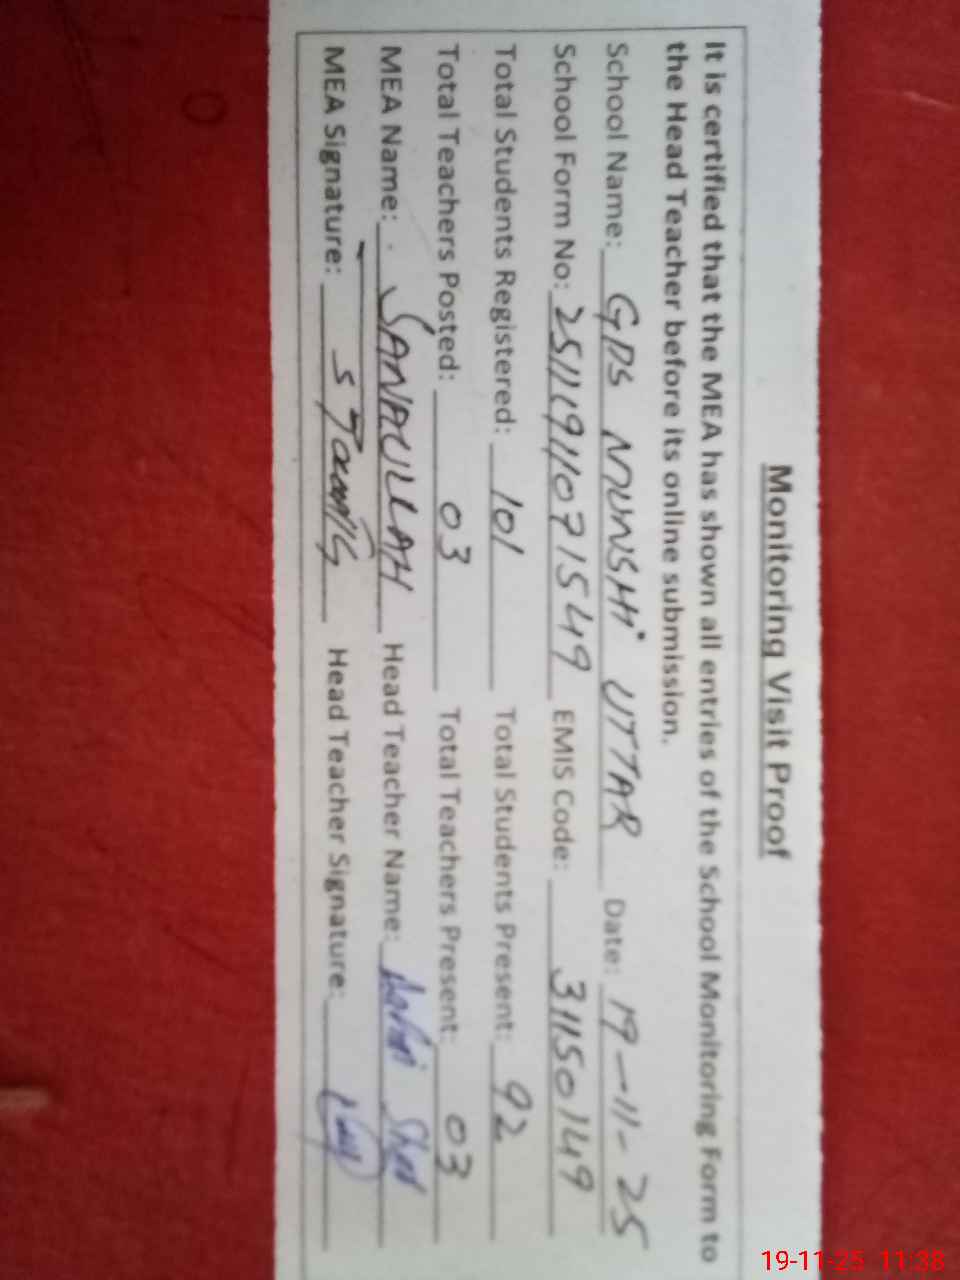 Monitoring Visit Proof
It is certified that the MEA has shown all entries of the School Monitoring Form to
the Head Teacher before its online submission.
School Name: GPS MUNSHI UTTAR Date: 19-11-25
School Form No: 25111911071549 EMIS Code: 31150149
Total Students Registered: 101 Total Students Present: 92
Total Teachers Posted: 03 Total Teachers Present: 03
MEA Name: SANAULLAH Head Teacher Name:
MEA Signature: Head Teacher Signature:
19-11-25 11:38